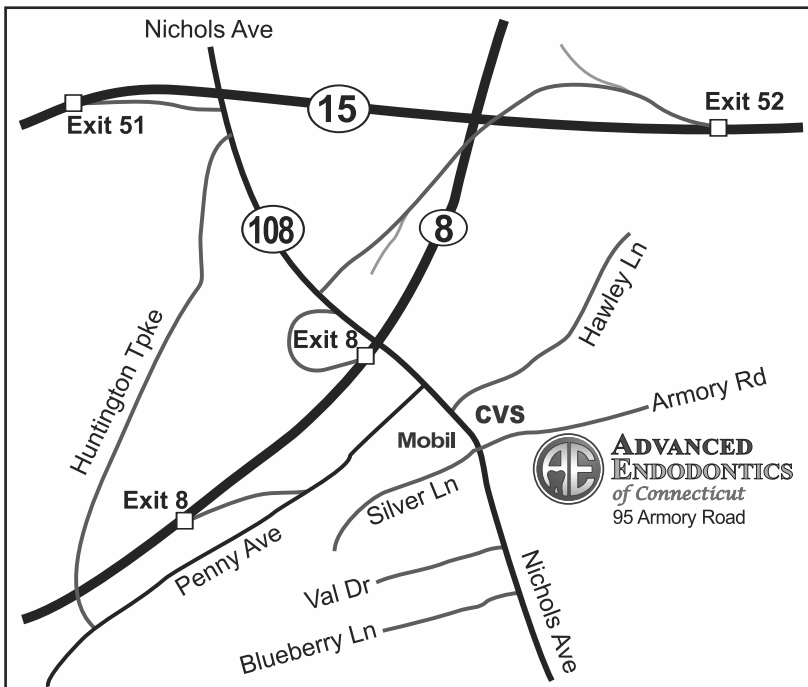 Nichols Ave
15
Exit 51
Exit 52
108
8
Hawley Ln
Huntington Tpke
Exit 8
Armory Rd
CVS
Mobil
AE
ADVANCED
ENDODONTICS
of Connecticut
95 Armory Road
Silver Ln
Exit 8
Penny Ave
Val Dr
Nichols Ave
Blueberry Ln